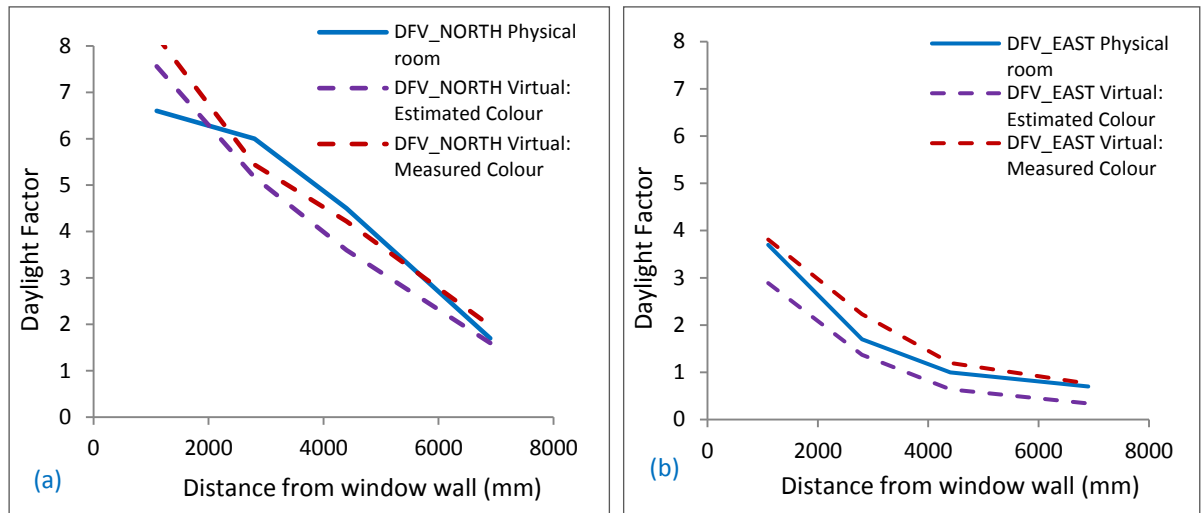 DFV_NORTH Physical
room
DFV_NORTH Virtual:
Estimated Colour
DFV_NORTH Virtual:
Measured Colour
Daylight Factor
8
7
6
5
4
3
2
1
0
0 2000 4000 6000 8000
Distance from window wall (mm)
(a)
DFV_EAST Physical
room
DFV_EAST Virtual:
Estimated Colour
DFV_EAST Virtual:
Measured Colour
Daylight Factor
8
7
6
5
4
3
2
1
0
0 2000 4000 6000 8000
Distance from window wall (mm)
(b)